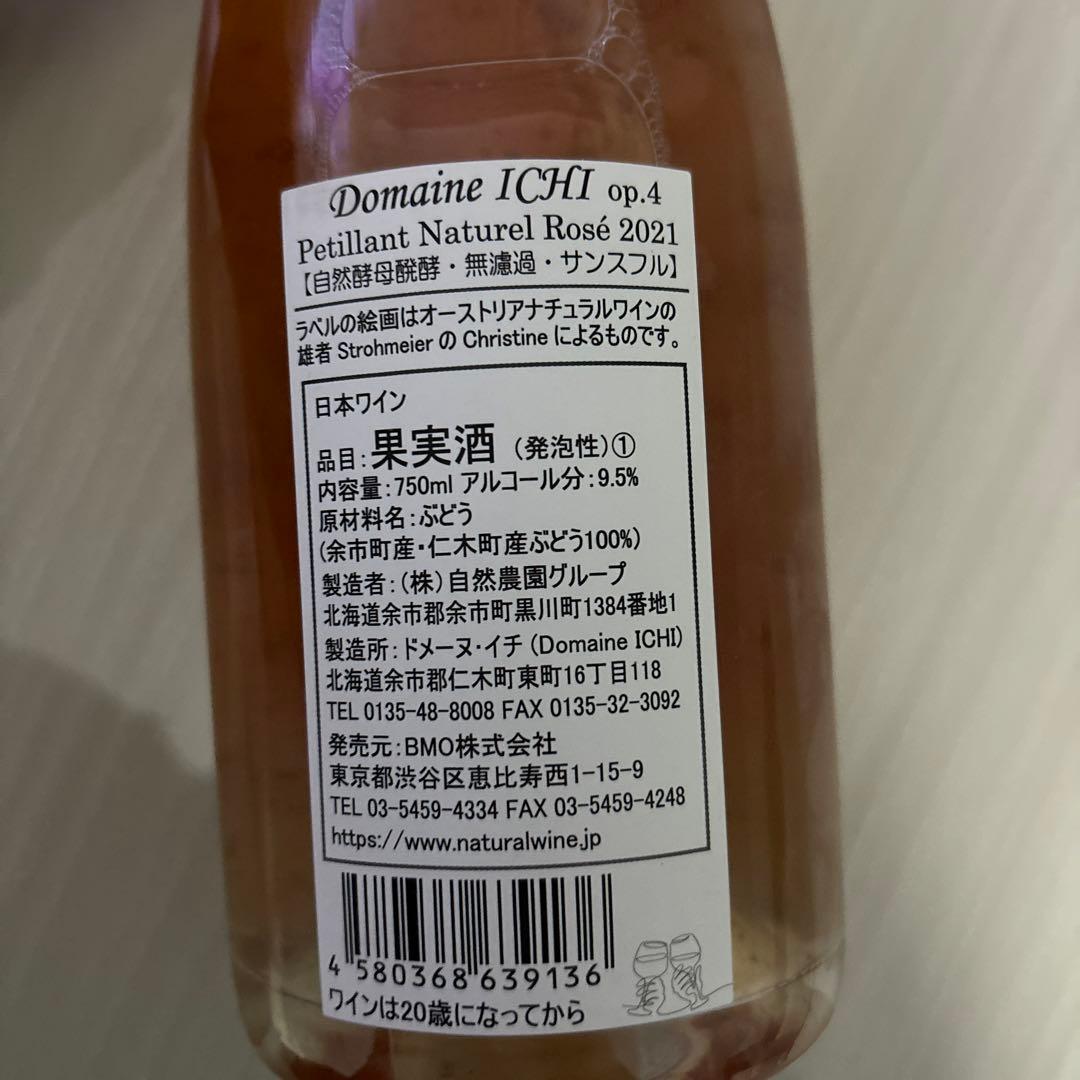 Domaine ICHI op.4
Petillant Naturel Rosé 2021
【自然酵母醗酵・無濾過・サンスフル】
ラベルの絵画はオーストリアナチュラルワインの
雄者 Strohmeier の Christine によるものです。
日本ワイン
品目：果実酒（発泡性）①
内容量：750ml アルコール分：9.5%
原材料名：ぶどう
(余市町産・仁木町産ぶどう100%)
製造者：（株）自然農園グループ
北海道余市郡余市町黒川町1384番地1
製造所：ドメーヌ・イチ (Domaine ICHI)
北海道余市郡仁木町東町16丁目118
TEL 0135-48-8008 FAX 0135-32-3092
発売元：BMO株式会社
東京都渋谷区恵比寿西1-15-9
TEL 03-5459-4334 FAX 03-5459-4248
https://www.naturalwine.jp
4 580368 639136
ワインは20歳になってから